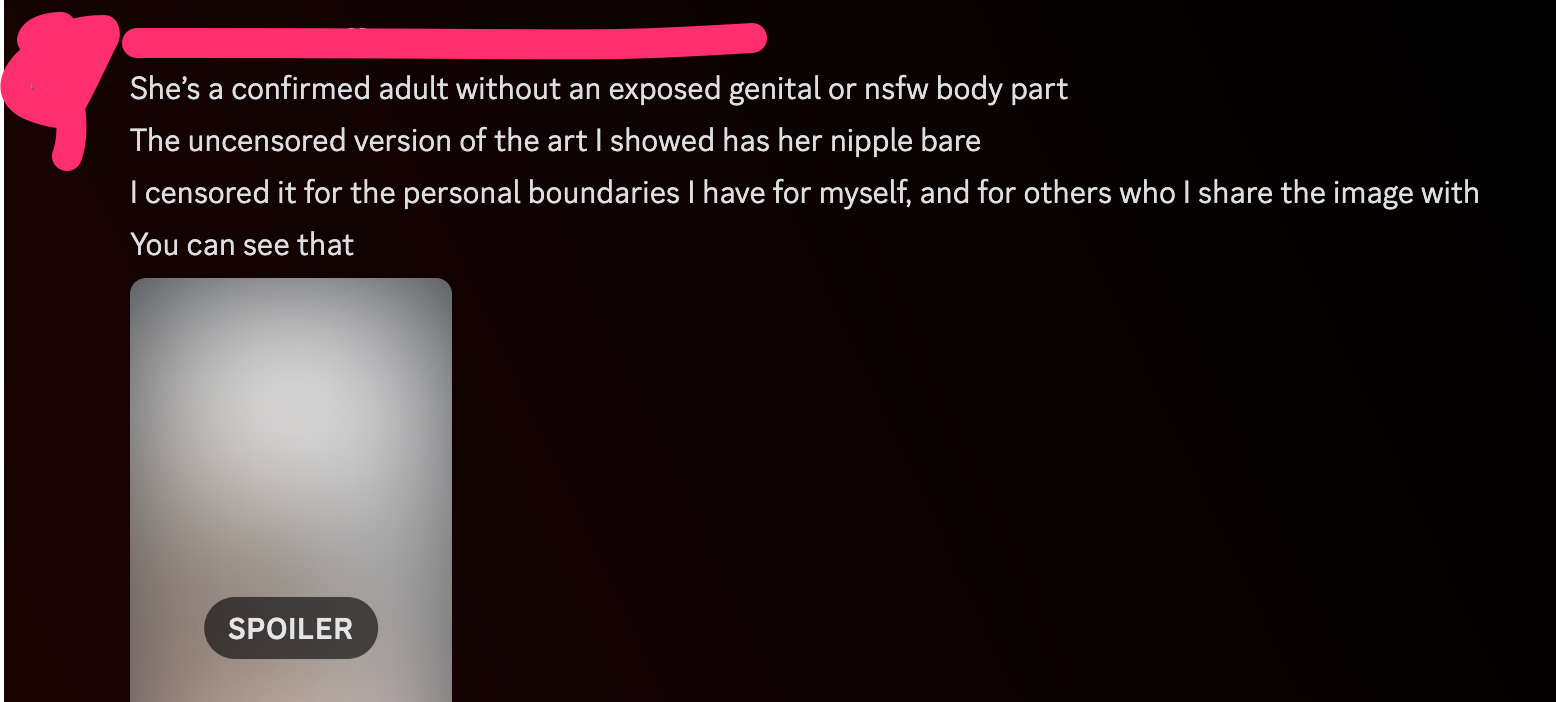 She’s a confirmed adult without an exposed genital or nsfw body part
The uncensored version of the art I showed has her nipple bare
I censored it for the personal boundaries I have for myself, and for others who I share the image with
You can see that
SPOILER